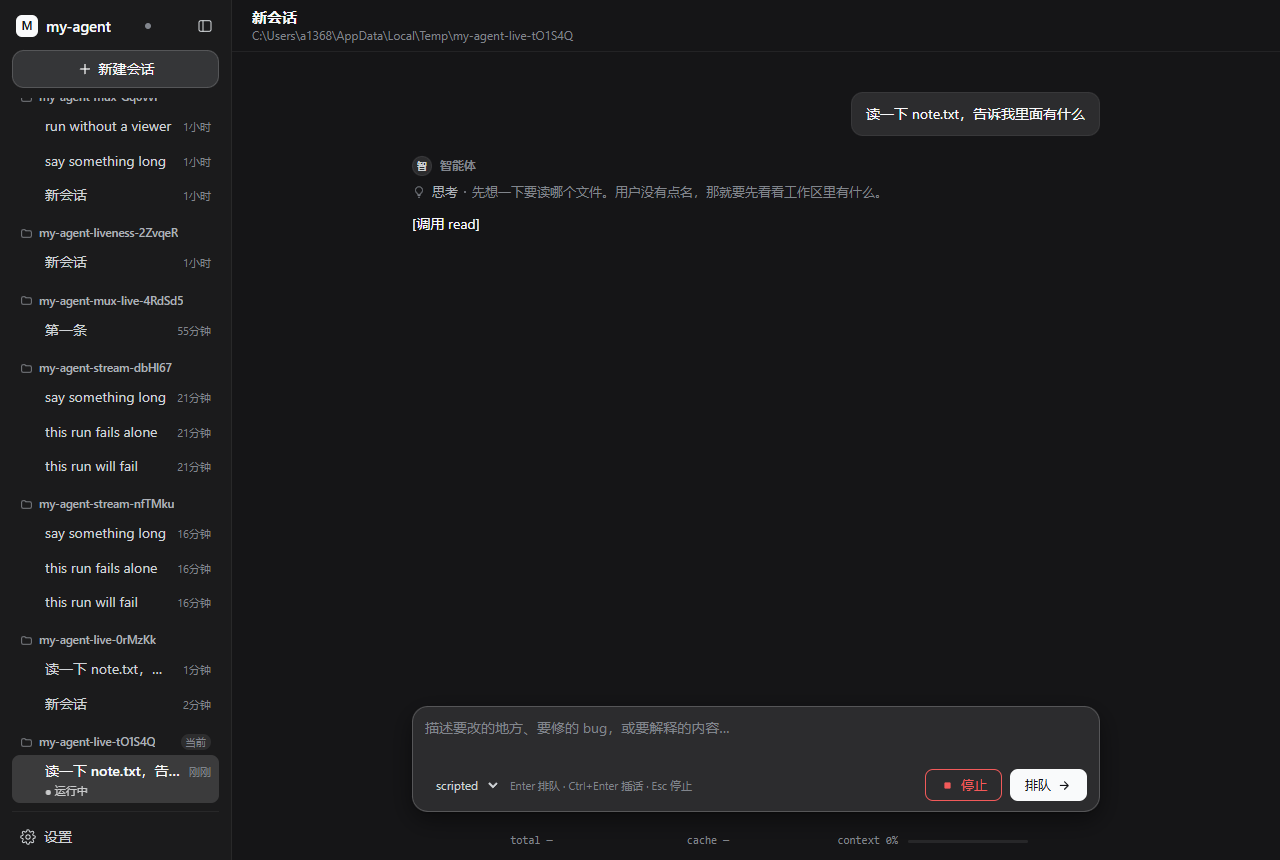 M my-agent
新建会话
run without a viewer 1小时
say something long 1小时
新会话 1小时
my-agent-liveness-2ZvqeR
新会话 1小时
my-agent-mux-live-4RdSd5
第一条 55分钟
my-agent-stream-dbHl67
say something long 21分钟
this run fails alone 21分钟
this run will fail 21分钟
my-agent-stream-nfTMku
say something long 16分钟
this run fails alone 16分钟
this run will fail 16分钟
my-agent-live-0rMzKk
读一下 note.txt，... 1分钟
新会话 2分钟
my-agent-live-tO1S4Q 当前
读一下 note.txt，告... 刚刚
运行中
设置
新会话
C:\Users\a1368\AppData\Local\Temp\my-agent-live-tO1S4Q
读一下 note.txt，告诉我里面有什么
智 智能体
思考 · 先想一下要读哪个文件。用户没有点名，那就要先看看工作区里有什么。
[调用 read]
描述要改的地方、要修的 bug，或要解释的内容...
scripted Enter 排队 · Ctrl+Enter 插话 · Esc 停止 停止 排队 →
total — cache — context 0%